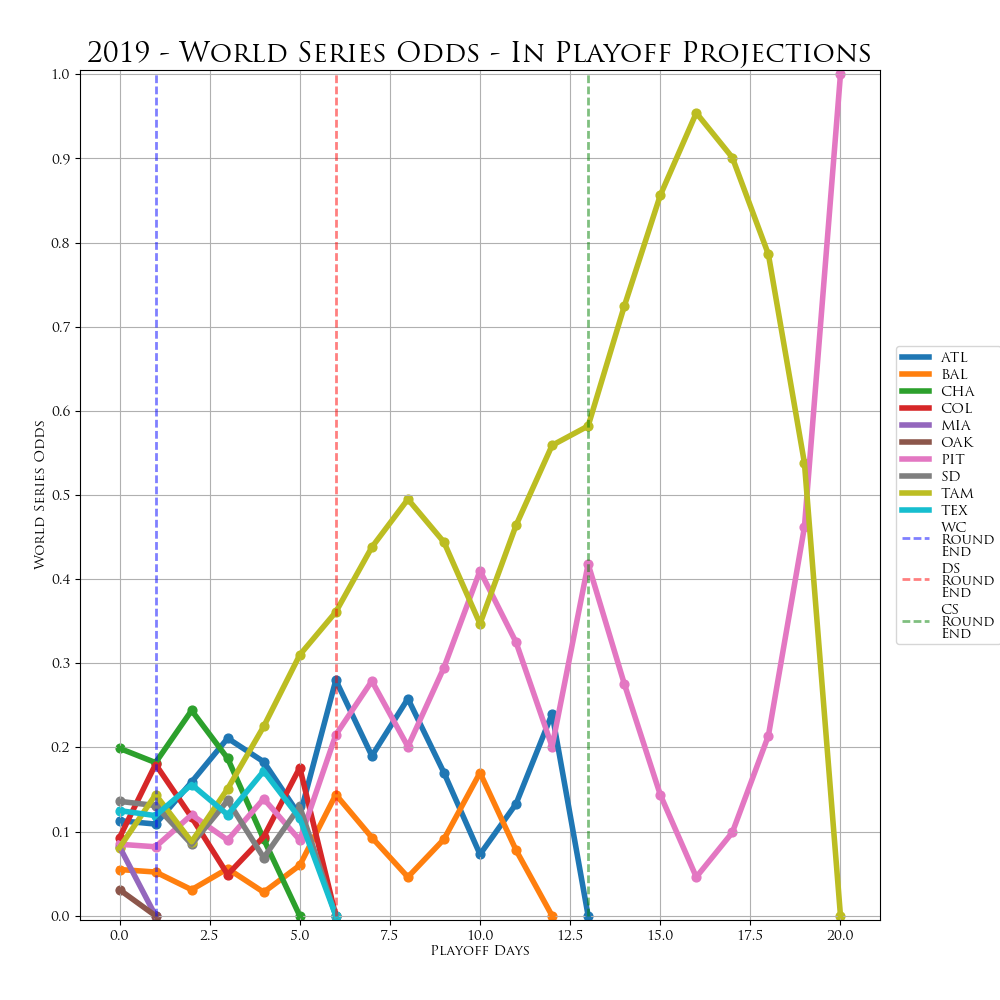 2019 - World Series Odds - In Playoff Projections
1.0
0.9
0.8
0.7
0.6
0.5
0.4
0.3
0.2
0.1
0.0
World Series Odds
0.0
2.5
5.0
7.5
10.0
12.5
15.0
17.5
20.0
Playoff Days
ATL
BAL
CHA
COL
MIA
OAK
PIT
SD
TAM
TEX
WC
Round
End
DS
Round
End
CS
Round
End